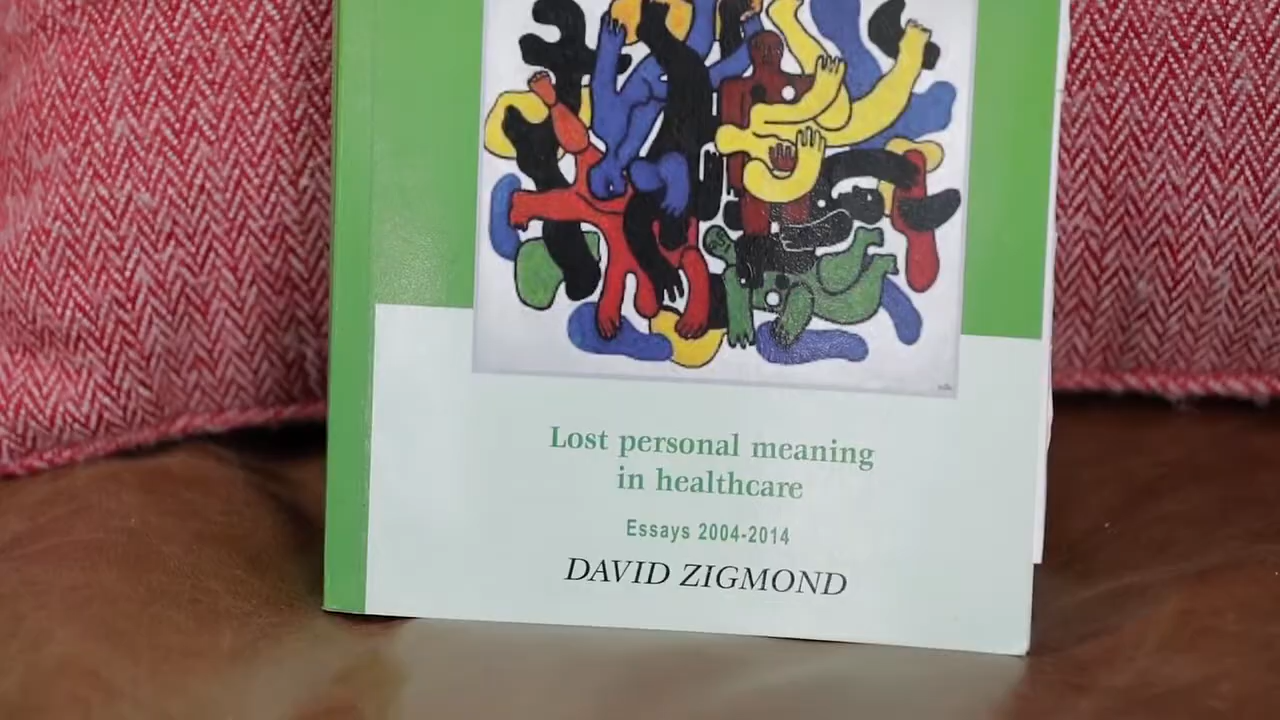 Lost personal meaning
in healthcare
Essays 2004-2014
DAVID ZIGMOND